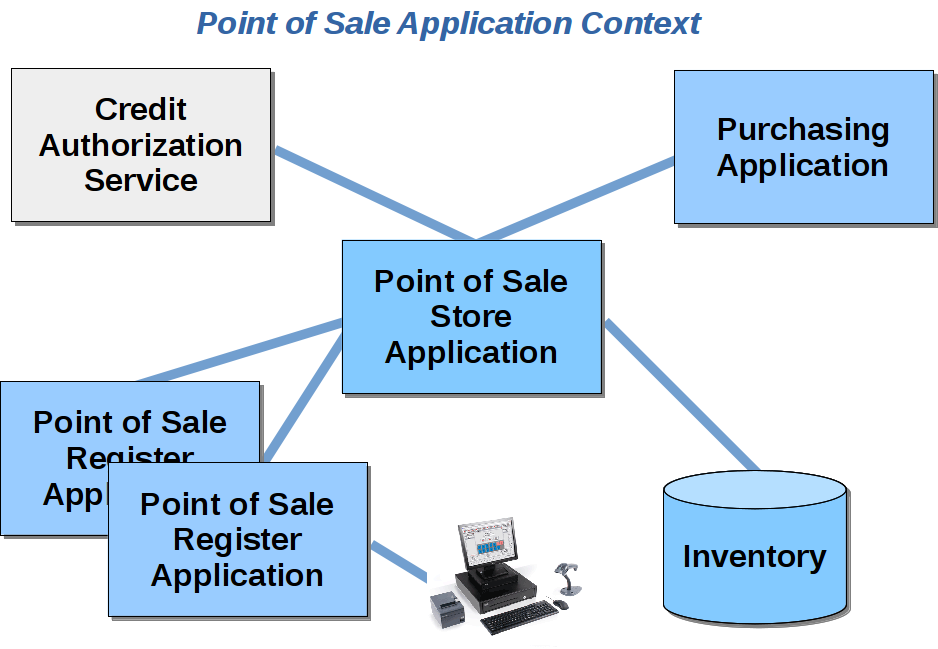 Point of Sale Application Context
Credit
Authorization
Service
Purchasing
Application
Point of Sale
Store
Application
Point of Sale
Register
App
Point of Sale
Register
Application
Inventory